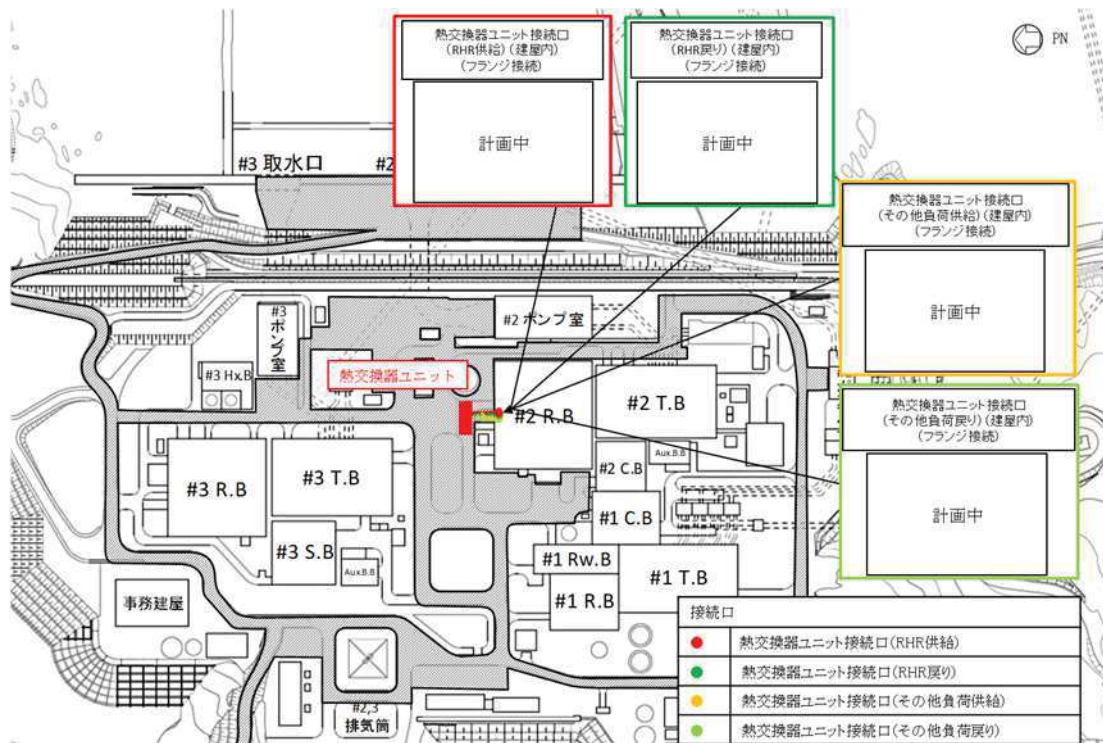 熱交換器ユニット接続口
(RHR供給)(建屋内)
(フランジ接続)
計画中
熱交換器ユニット接続口
(RHR戻り)(建屋内)
(フランジ接続)
計画中
PN
#3 取水口
#2
熱交換器ユニット接続口
(その他負荷供給)(建屋内)
(フランジ接続)
計画中
#3
ポンプ
室
#2 ポンプ室
#3 Hx.B
熱交換器ユニット
#2 R.B
#2 T.B
熱交換器ユニット接続口
(その他負荷戻り)(建屋内)
(フランジ接続)
計画中
#3 R.B
#3 T.B
#2 C.B
Aux.B.B
#1 C.B
#3 S.B
Aux.B.B
#1 Rw.B
#1 T.B
#1 R.B
事務建屋
#2,3
排気筒
接続口
熱交換器ユニット接続口(RHR供給)
熱交換器ユニット接続口(RHR戻り)
熱交換器ユニット接続口(その他負荷供給)
熱交換器ユニット接続口(その他負荷戻り)